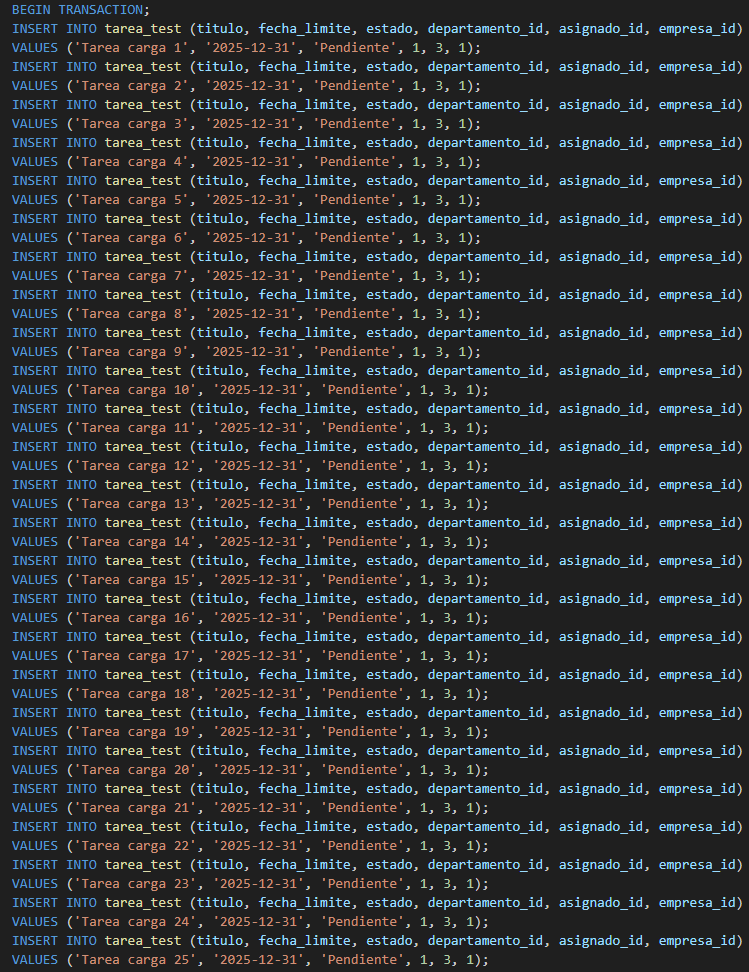 BEGIN TRANSACTION;
INSERT INTO tarea_test (titulo, fecha_limite, estado, departamento_id, asignado_id, empresa_id)
VALUES ('Tarea carga 1', '2025-12-31', 'Pendiente', 1, 3, 1);
INSERT INTO tarea_test (titulo, fecha_limite, estado, departamento_id, asignado_id, empresa_id)
VALUES ('Tarea carga 2', '2025-12-31', 'Pendiente', 1, 3, 1);
INSERT INTO tarea_test (titulo, fecha_limite, estado, departamento_id, asignado_id, empresa_id)
VALUES ('Tarea carga 3', '2025-12-31', 'Pendiente', 1, 3, 1);
INSERT INTO tarea_test (titulo, fecha_limite, estado, departamento_id, asignado_id, empresa_id)
VALUES ('Tarea carga 4', '2025-12-31', 'Pendiente', 1, 3, 1);
INSERT INTO tarea_test (titulo, fecha_limite, estado, departamento_id, asignado_id, empresa_id)
VALUES ('Tarea carga 5', '2025-12-31', 'Pendiente', 1, 3, 1);
INSERT INTO tarea_test (titulo, fecha_limite, estado, departamento_id, asignado_id, empresa_id)
VALUES ('Tarea carga 6', '2025-12-31', 'Pendiente', 1, 3, 1);
INSERT INTO tarea_test (titulo, fecha_limite, estado, departamento_id, asignado_id, empresa_id)
VALUES ('Tarea carga 7', '2025-12-31', 'Pendiente', 1, 3, 1);
INSERT INTO tarea_test (titulo, fecha_limite, estado, departamento_id, asignado_id, empresa_id)
VALUES ('Tarea carga 8', '2025-12-31', 'Pendiente', 1, 3, 1);
INSERT INTO tarea_test (titulo, fecha_limite, estado, departamento_id, asignado_id, empresa_id)
VALUES ('Tarea carga 9', '2025-12-31', 'Pendiente', 1, 3, 1);
INSERT INTO tarea_test (titulo, fecha_limite, estado, departamento_id, asignado_id, empresa_id)
VALUES ('Tarea carga 10', '2025-12-31', 'Pendiente', 1, 3, 1);
INSERT INTO tarea_test (titulo, fecha_limite, estado, departamento_id, asignado_id, empresa_id)
VALUES ('Tarea carga 11', '2025-12-31', 'Pendiente', 1, 3, 1);
INSERT INTO tarea_test (titulo, fecha_limite, estado, departamento_id, asignado_id, empresa_id)
VALUES ('Tarea carga 12', '2025-12-31', 'Pendiente', 1, 3, 1);
INSERT INTO tarea_test (titulo, fecha_limite, estado, departamento_id, asignado_id, empresa_id)
VALUES ('Tarea carga 13', '2025-12-31', 'Pendiente', 1, 3, 1);
INSERT INTO tarea_test (titulo, fecha_limite, estado, departamento_id, asignado_id, empresa_id)
VALUES ('Tarea carga 14', '2025-12-31', 'Pendiente', 1, 3, 1);
INSERT INTO tarea_test (titulo, fecha_limite, estado, departamento_id, asignado_id, empresa_id)
VALUES ('Tarea carga 15', '2025-12-31', 'Pendiente', 1, 3, 1);
INSERT INTO tarea_test (titulo, fecha_limite, estado, departamento_id, asignado_id, empresa_id)
VALUES ('Tarea carga 16', '2025-12-31', 'Pendiente', 1, 3, 1);
INSERT INTO tarea_test (titulo, fecha_limite, estado, departamento_id, asignado_id, empresa_id)
VALUES ('Tarea carga 17', '2025-12-31', 'Pendiente', 1, 3, 1);
INSERT INTO tarea_test (titulo, fecha_limite, estado, departamento_id, asignado_id, empresa_id)
VALUES ('Tarea carga 18', '2025-12-31', 'Pendiente', 1, 3, 1);
INSERT INTO tarea_test (titulo, fecha_limite, estado, departamento_id, asignado_id, empresa_id)
VALUES ('Tarea carga 19', '2025-12-31', 'Pendiente', 1, 3, 1);
INSERT INTO tarea_test (titulo, fecha_limite, estado, departamento_id, asignado_id, empresa_id)
VALUES ('Tarea carga 20', '2025-12-31', 'Pendiente', 1, 3, 1);
INSERT INTO tarea_test (titulo, fecha_limite, estado, departamento_id, asignado_id, empresa_id)
VALUES ('Tarea carga 21', '2025-12-31', 'Pendiente', 1, 3, 1);
INSERT INTO tarea_test (titulo, fecha_limite, estado, departamento_id, asignado_id, empresa_id)
VALUES ('Tarea carga 22', '2025-12-31', 'Pendiente', 1, 3, 1);
INSERT INTO tarea_test (titulo, fecha_limite, estado, departamento_id, asignado_id, empresa_id)
VALUES ('Tarea carga 23', '2025-12-31', 'Pendiente', 1, 3, 1);
INSERT INTO tarea_test (titulo, fecha_limite, estado, departamento_id, asignado_id, empresa_id)
VALUES ('Tarea carga 24', '2025-12-31', 'Pendiente', 1, 3, 1);
INSERT INTO tarea_test (titulo, fecha_limite, estado, departamento_id, asignado_id, empresa_id)
VALUES ('Tarea carga 25', '2025-12-31', 'Pendiente', 1, 3, 1);